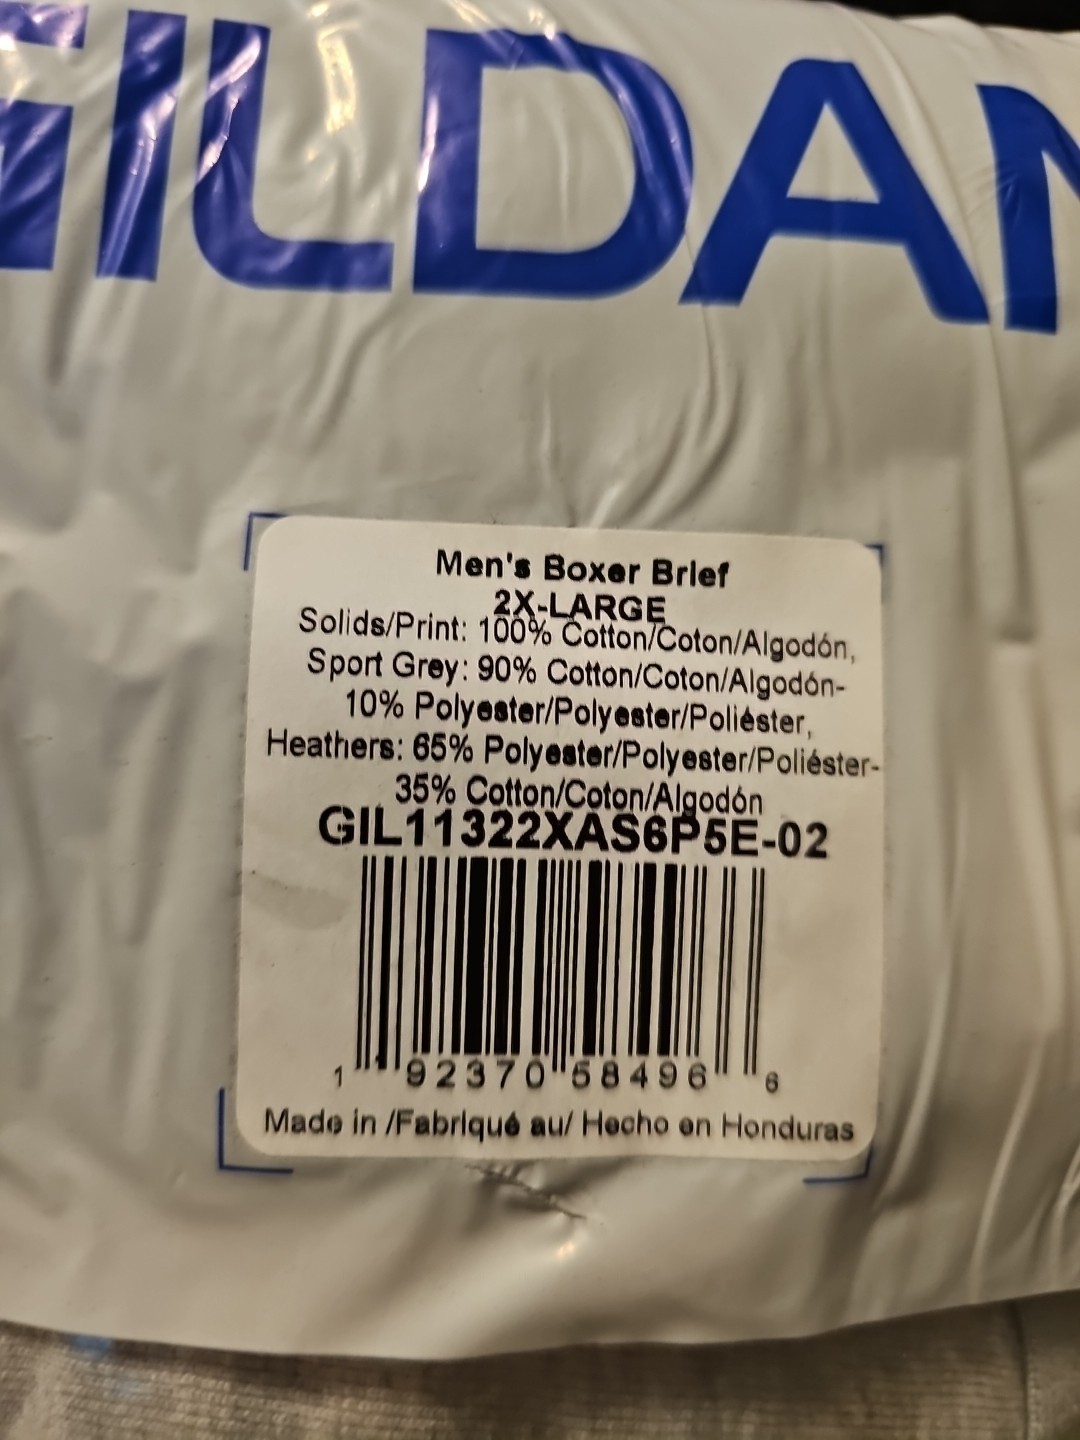 GILDAN
Men's Boxer Brief
2X-LARGE
Solids/Print: 100% Cotton/Coton/Algodón,
Sport Grey: 90% Cotton/Coton/Algodón-
10% Polyester/Polyester/Poliéster,
Heathers: 65% Polyester/Polyester/Poliéster-
35% Cotton/Coton/Algodón
GIL11322XAS6P5E-02
1 92370 58496 6
Made in /Fabriqué au/ Hecho en Honduras